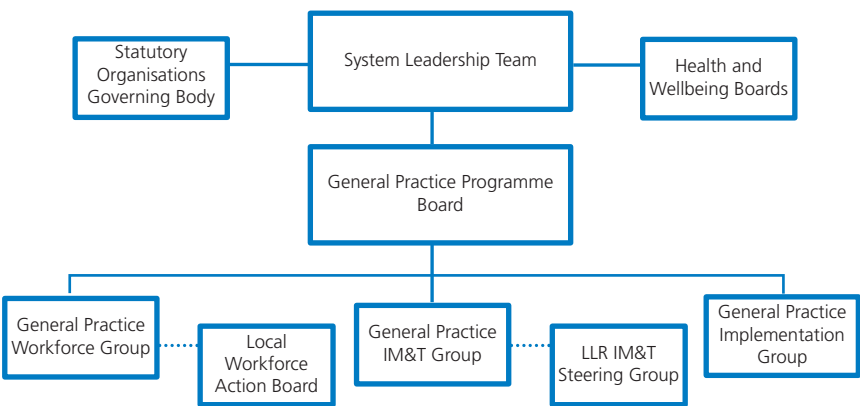 Statutory
Organisations
Governing Body
System Leadership Team
Health and
Wellbeing Boards
General Practice Programme
Board
General Practice
Workforce Group
Local
Workforce
Action Board
General Practice
IM&T Group
LLR IM&T
Steering Group
General Practice
Implementation
Group